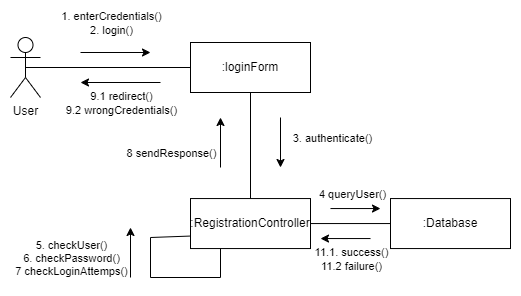 1. enterCredentials()
2. login()
:loginForm
9.1 redirect()
9.2 wrongCredentials()
User
3. authenticate()
8 sendResponse()
4 queryUser()
:RegistrationController
:Database
5. checkUser()
6. checkPassword()
7 checkLoginAttemps()
11.1. success()
11.2 failure()